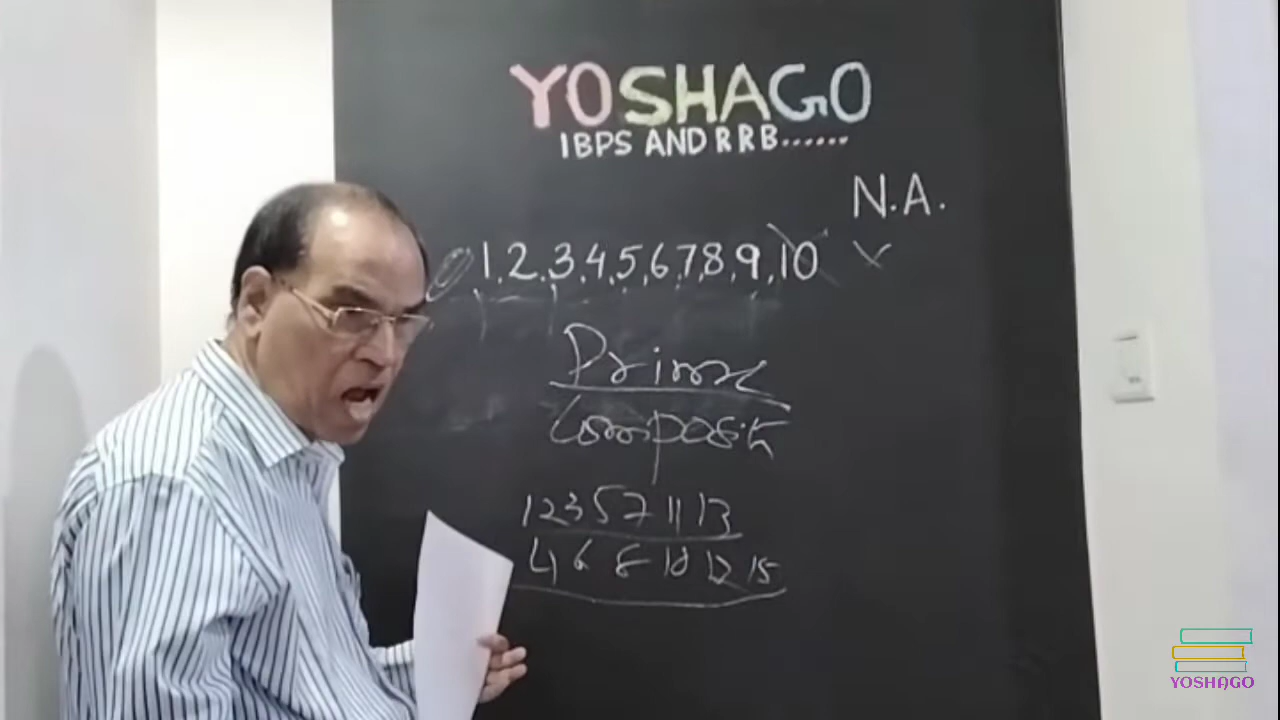 YOSHAGO
IBPS AND RRB......
N.A.
0 1,2,3,4,5,6,7,8,9,10
Prime
Composit
1 2 3 5 7 11 13
4 6 8 10 12 15
YOSHAGO